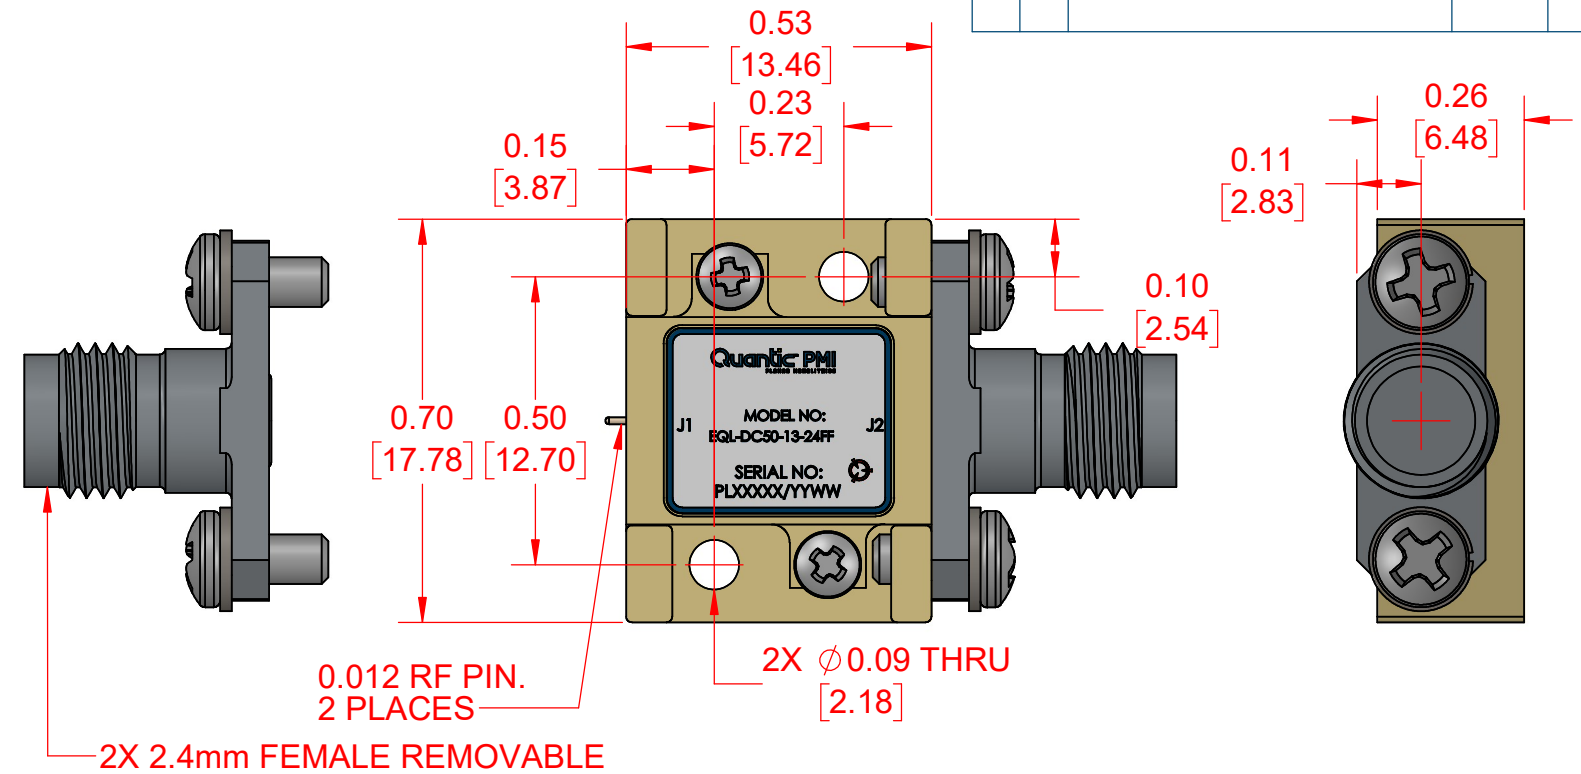 0.53
[13.46]
0.23
[5.72]
0.15
[3.87]
0.26
[6.48]
0.11
[2.83]
0.10
[2.54]
0.70
[17.78]
0.50
[12.70]
Quantic PMI
PLANAR MONOLITHICS
J1
MODEL NO:
J2
EQL-DC50-13-24FF
SERIAL NO:
PLXXXXX/YYWW
2X ∅0.09 THRU
[2.18]
0.012 RF PIN.
2 PLACES
2X 2.4mm FEMALE REMOVABLE